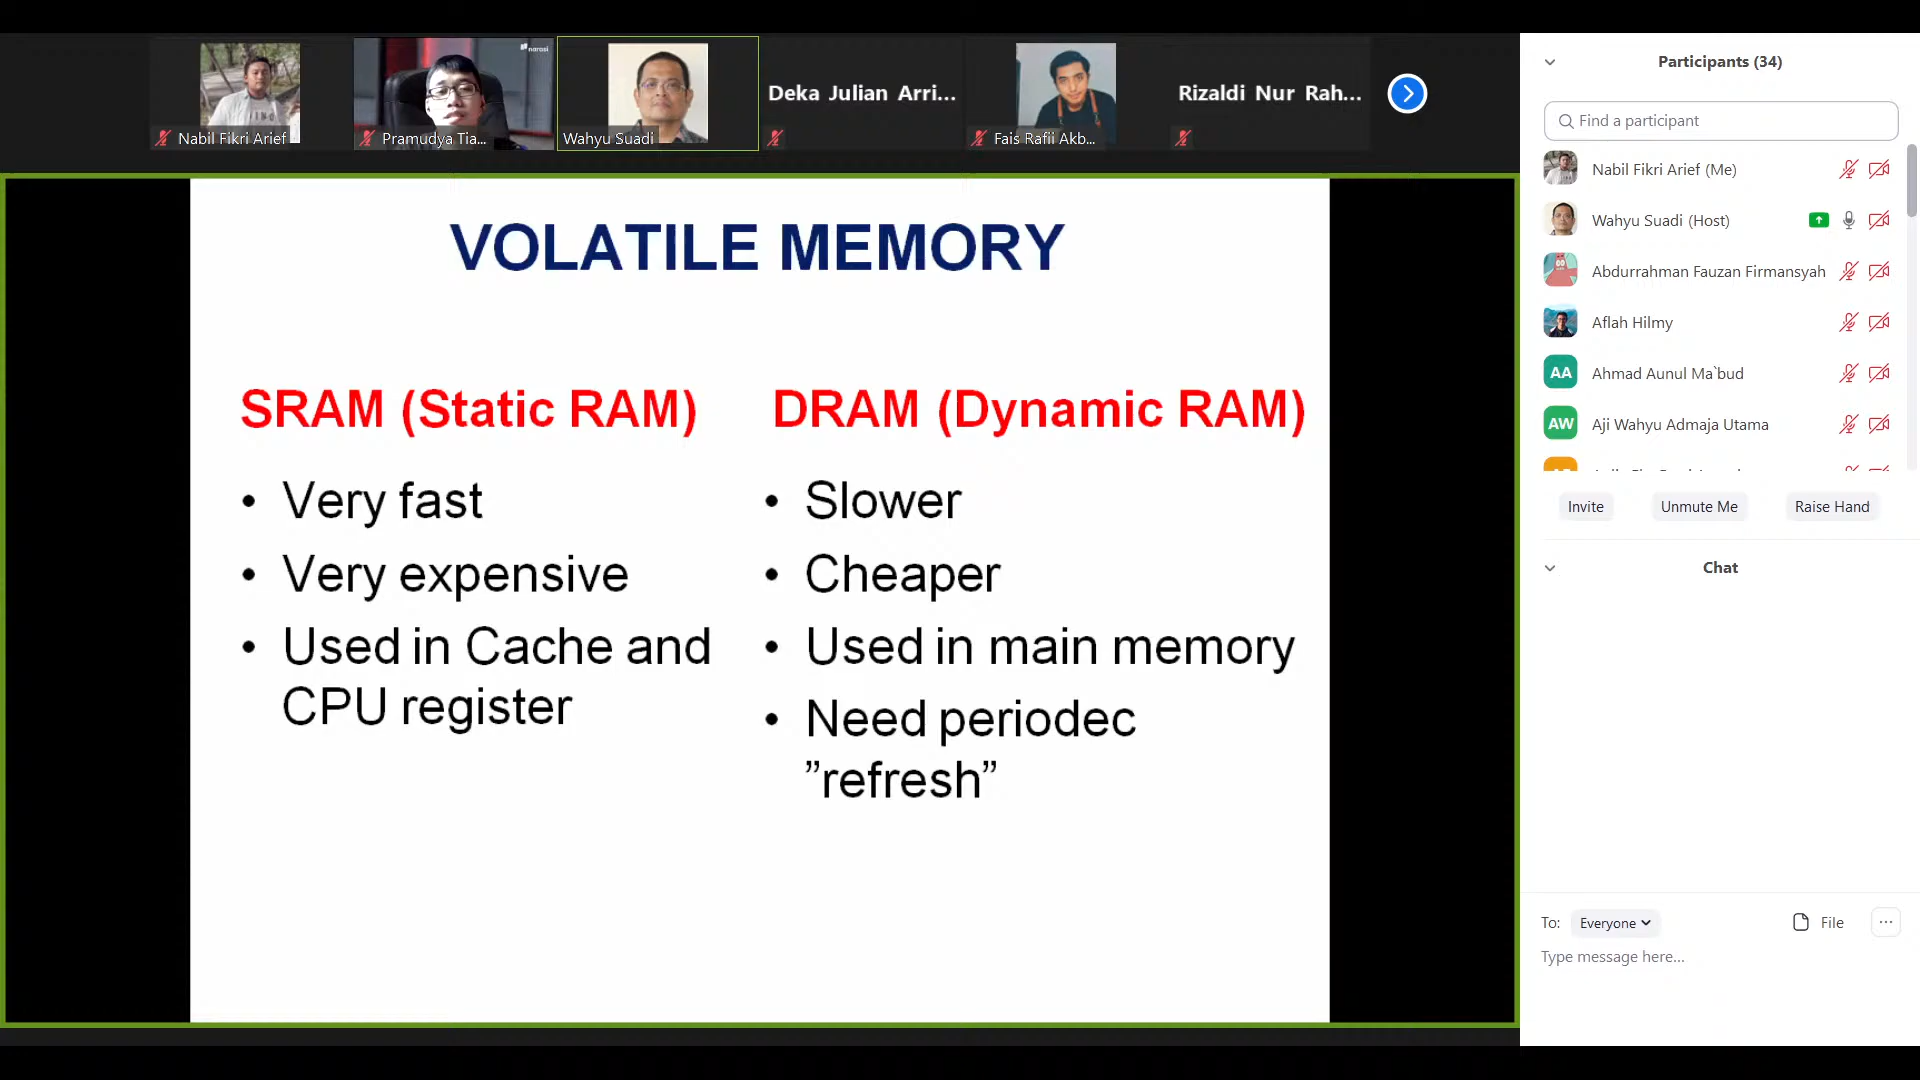 narasi
Nabil Fikri Arief
Pramudya Tia...
Wahyu Suadi
Deka Julian Arri...
Fais Rafii Akb...
Rizaldi Nur Rah...
VOLATILE MEMORY
SRAM (Static RAM)
• Very fast
• Very expensive
• Used in Cache and
CPU register
DRAM (Dynamic RAM)
• Slower
• Cheaper
• Used in main memory
• Need periodec
”refresh”
Participants (34)
Find a participant
Nabil Fikri Arief (Me)
Wahyu Suadi (Host)
Abdurrahman Fauzan Firmansyah
Aflah Hilmy
AA Ahmad Aunul Ma`bud
AW Aji Wahyu Admaja Utama
Invite Unmute Me Raise Hand
Chat
To: Everyone File ...
Type message here...